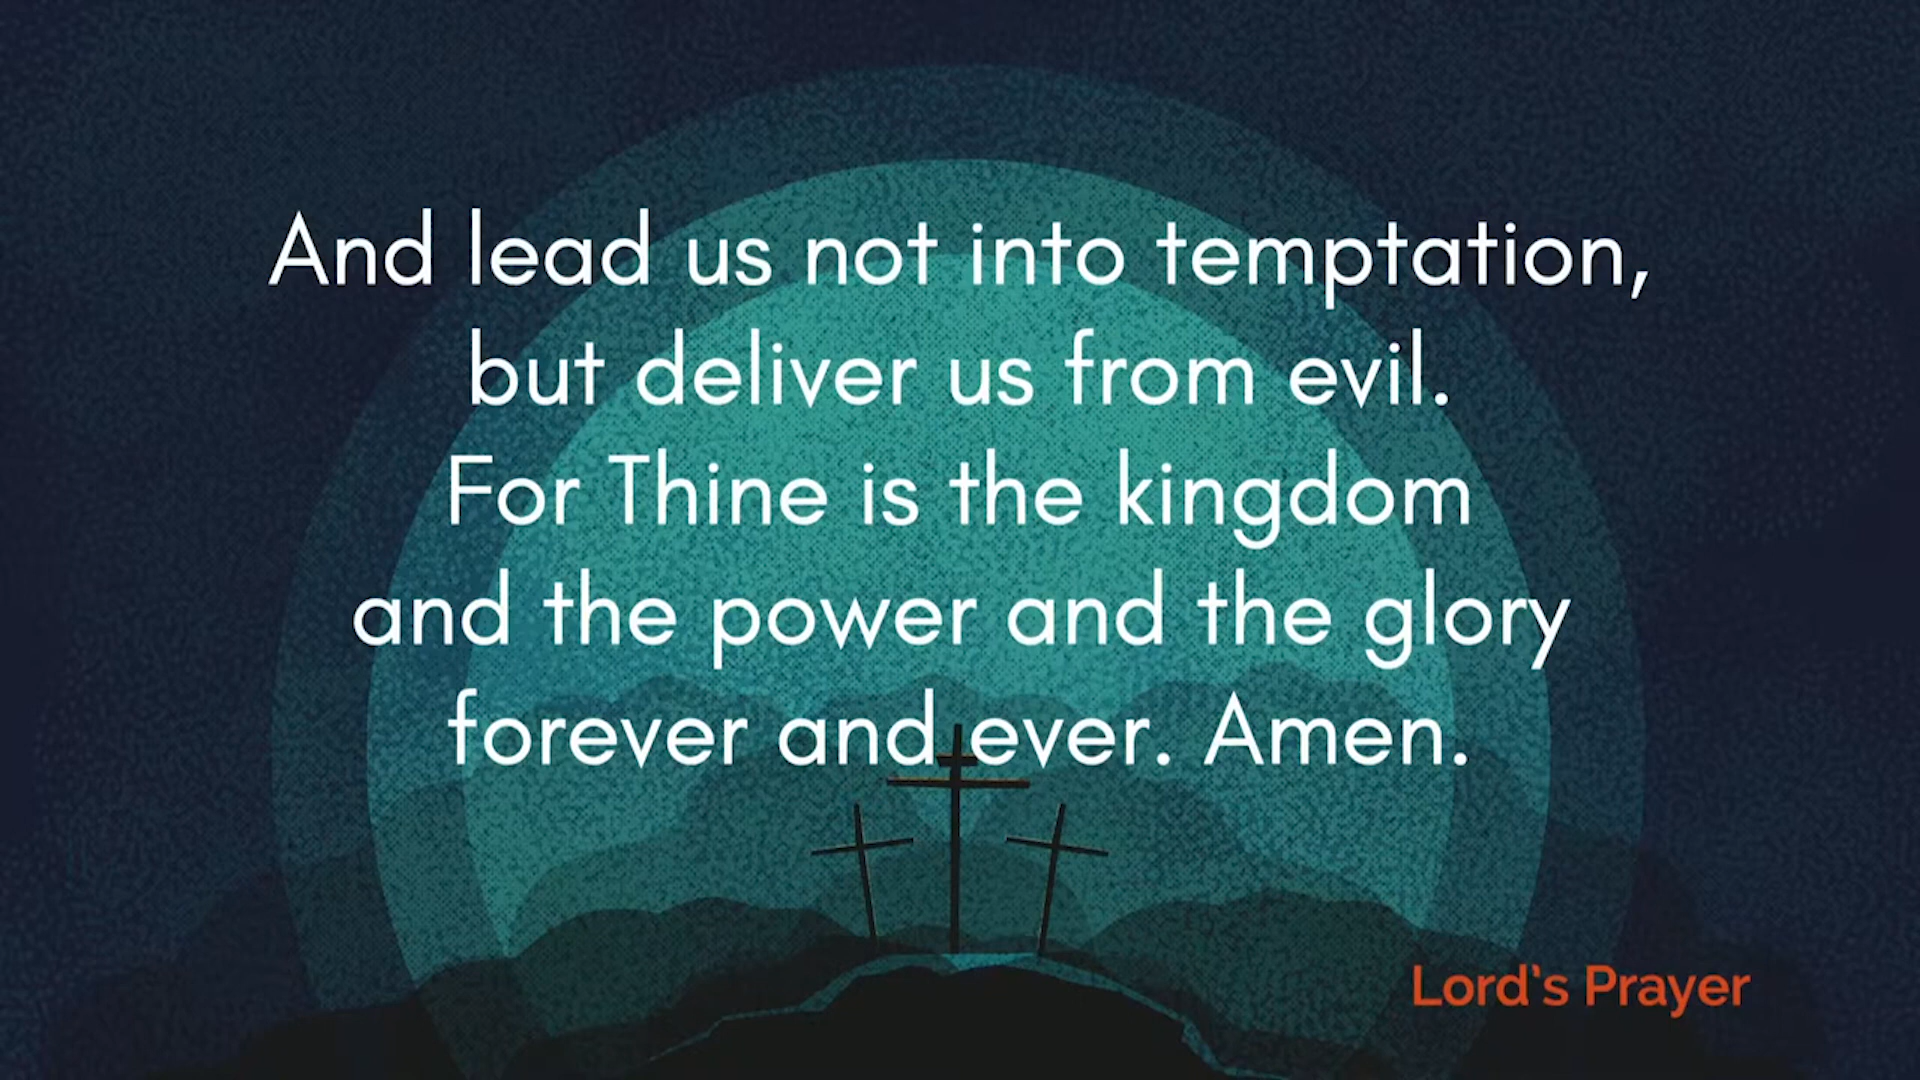 And lead us not into temptation,
but deliver us from evil.
For Thine is the kingdom
and the power and the glory
forever and ever. Amen.
Lord's Prayer